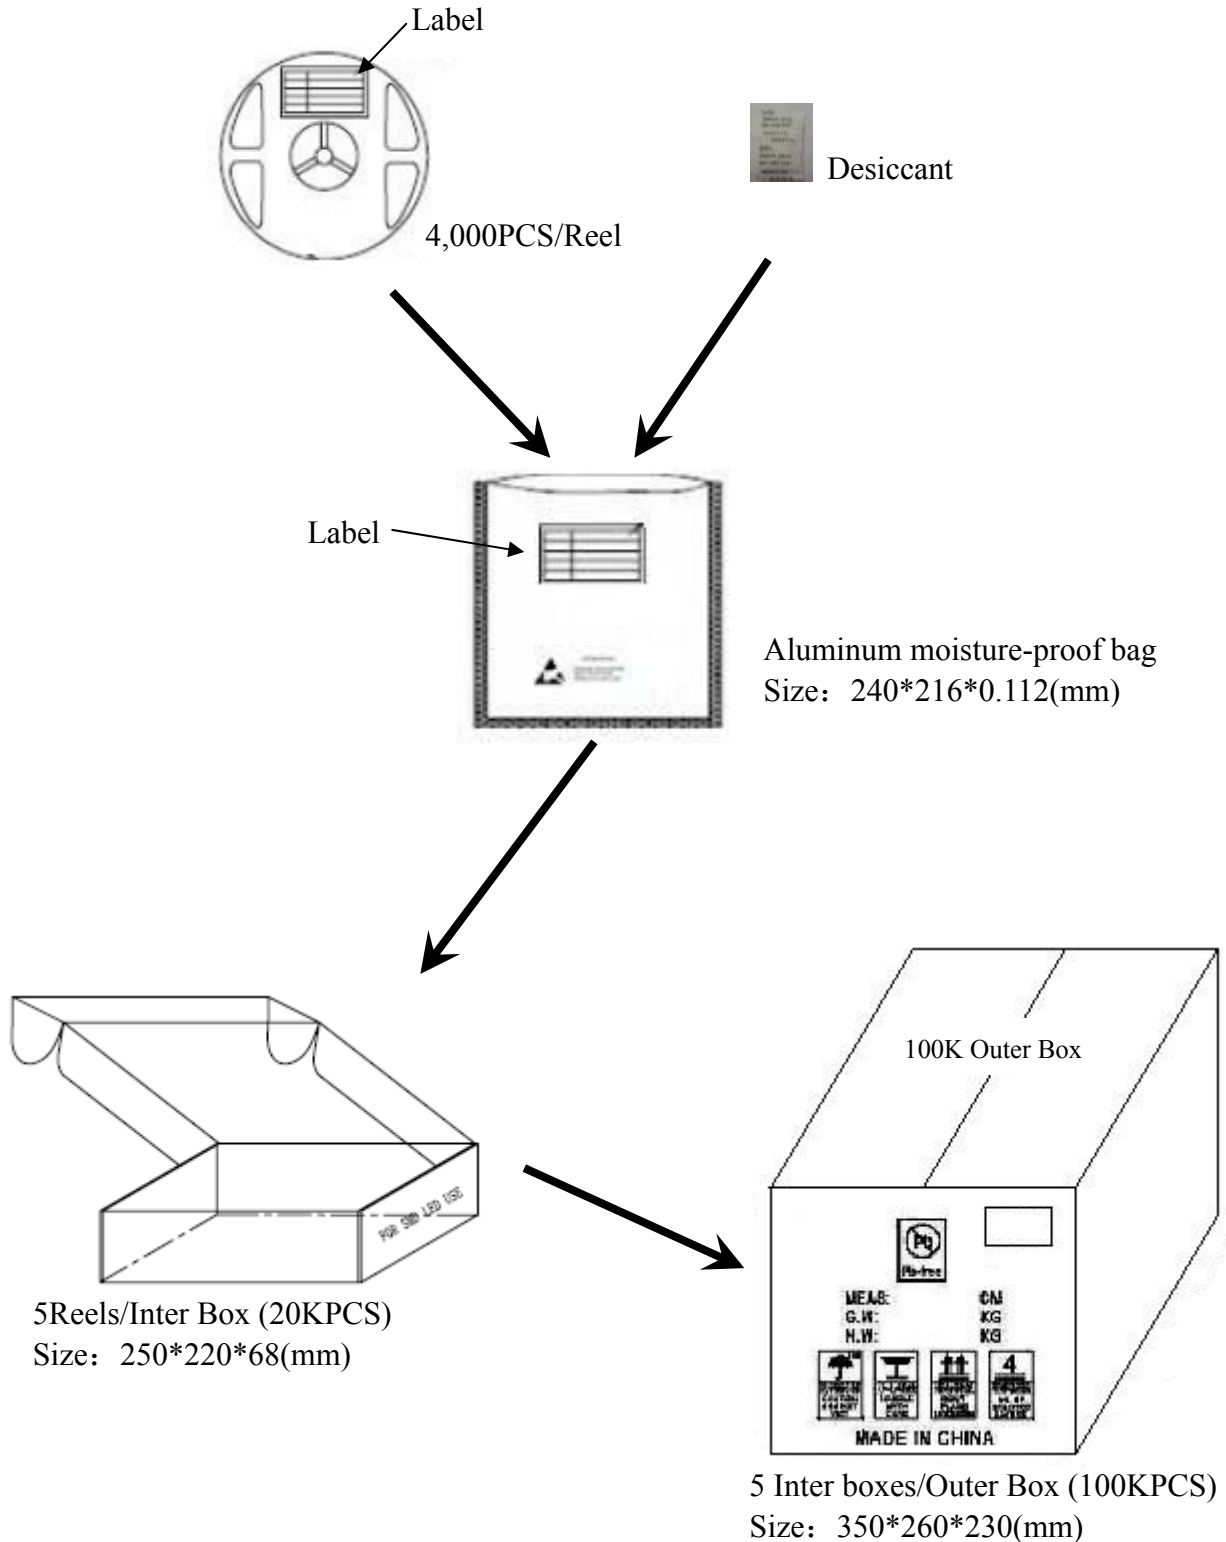 Label
Desiccant
4,000PCS/Reel
Label
Aluminum moisture-proof bag
Size：240*216*0.112(mm)
100K Outer Box
FOR SMD LED USE
5Reels/Inter Box (20KPCS)
Size：250*220*68(mm)
Pb
Pb-free
MEAS: CM
G.W: KG
N.W: KG
4
MADE IN CHINA
5 Inter boxes/Outer Box (100KPCS)
Size：350*260*230(mm)